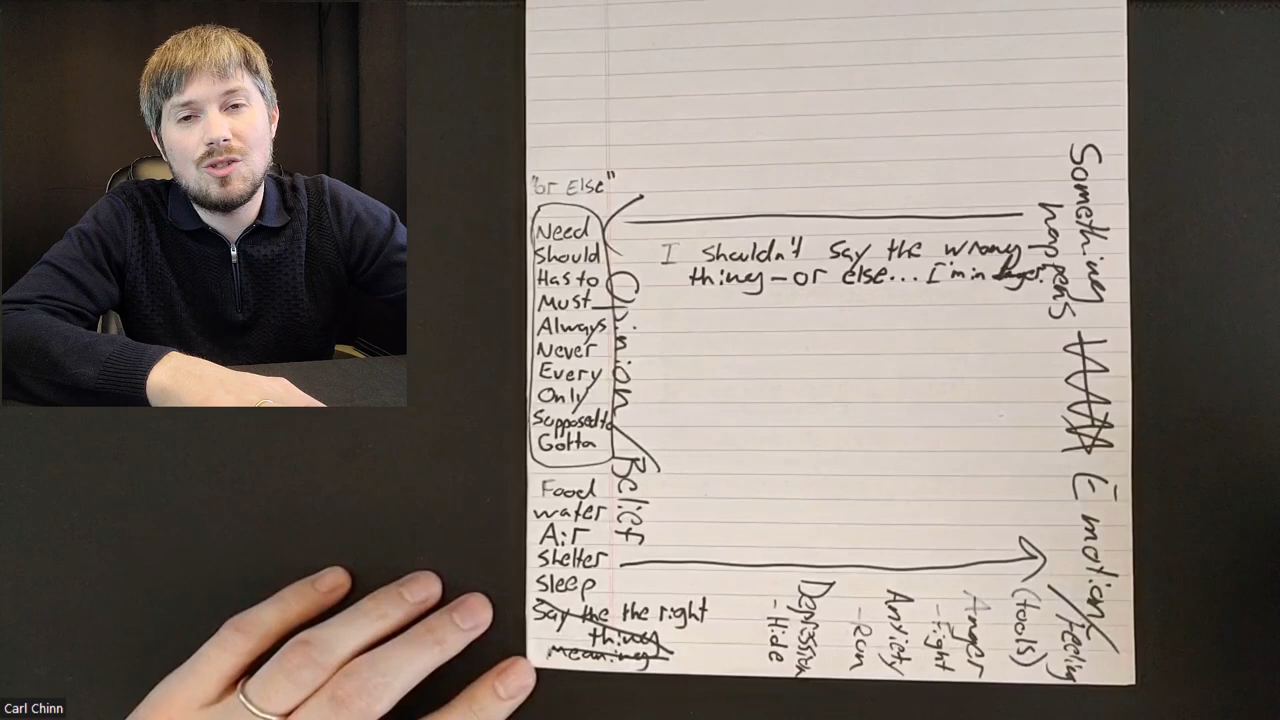 "or Else"
Need
Should
Has to
Must
Always
Never
Every
Only
Supposed to
Gotta
Food
water
Air
shelter
sleep
Say the the right
thing
meaning
Opinion/Belief
I shouldn't say the wrong
thing - or else... I'm in
Something
happens
Emotion/
Feeling
(tools)
Anger
- Fight
Anxiety
- Run
Depression
- Hide
Carl Chinn